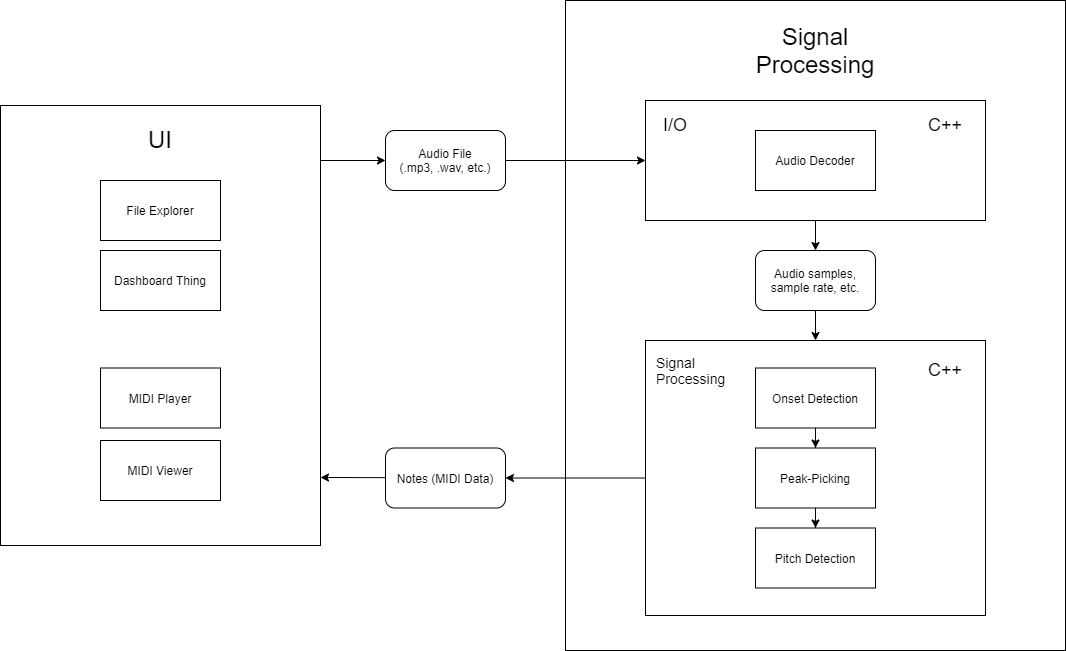 UI
File Explorer
Dashboard Thing
MIDI Player
MIDI Viewer
Audio File
(.mp3, .wav, etc.)
Notes (MIDI Data)
Signal
Processing
I/O
C++
Audio Decoder
Audio samples,
sample rate, etc.
Signal
Processing
C++
Onset Detection
Peak-Picking
Pitch Detection